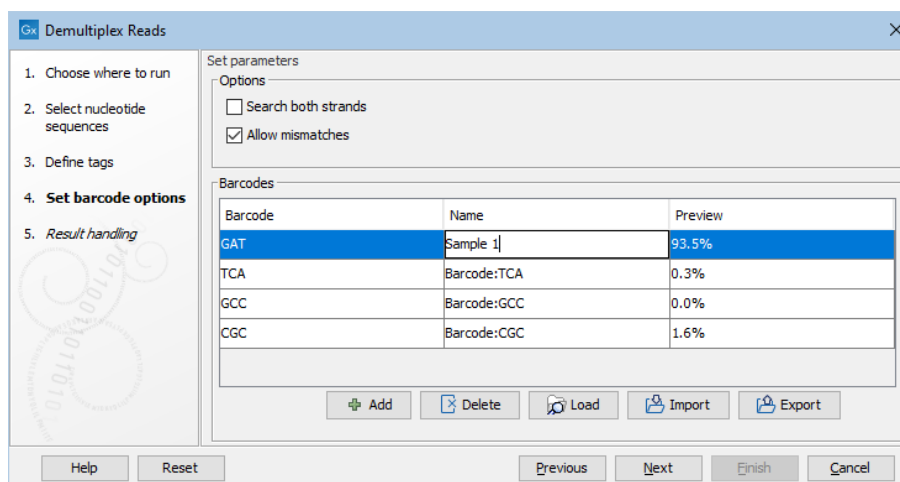 Gx Demultiplex Reads
1. Choose where to run
2. Select nucleotide
sequences
3. Define tags
4. Set barcode options
5. Result handling
Set parameters
Options
Search both strands
Allow mismatches
Barcodes
Barcode Name Preview
GAT Sample 1 93.5%
TCA Barcode:TCA 0.3%
GCC Barcode:GCC 0.0%
CGC Barcode:CGC 1.6%
Add Delete Load Import Export
Help Reset Previous Next Finish Cancel